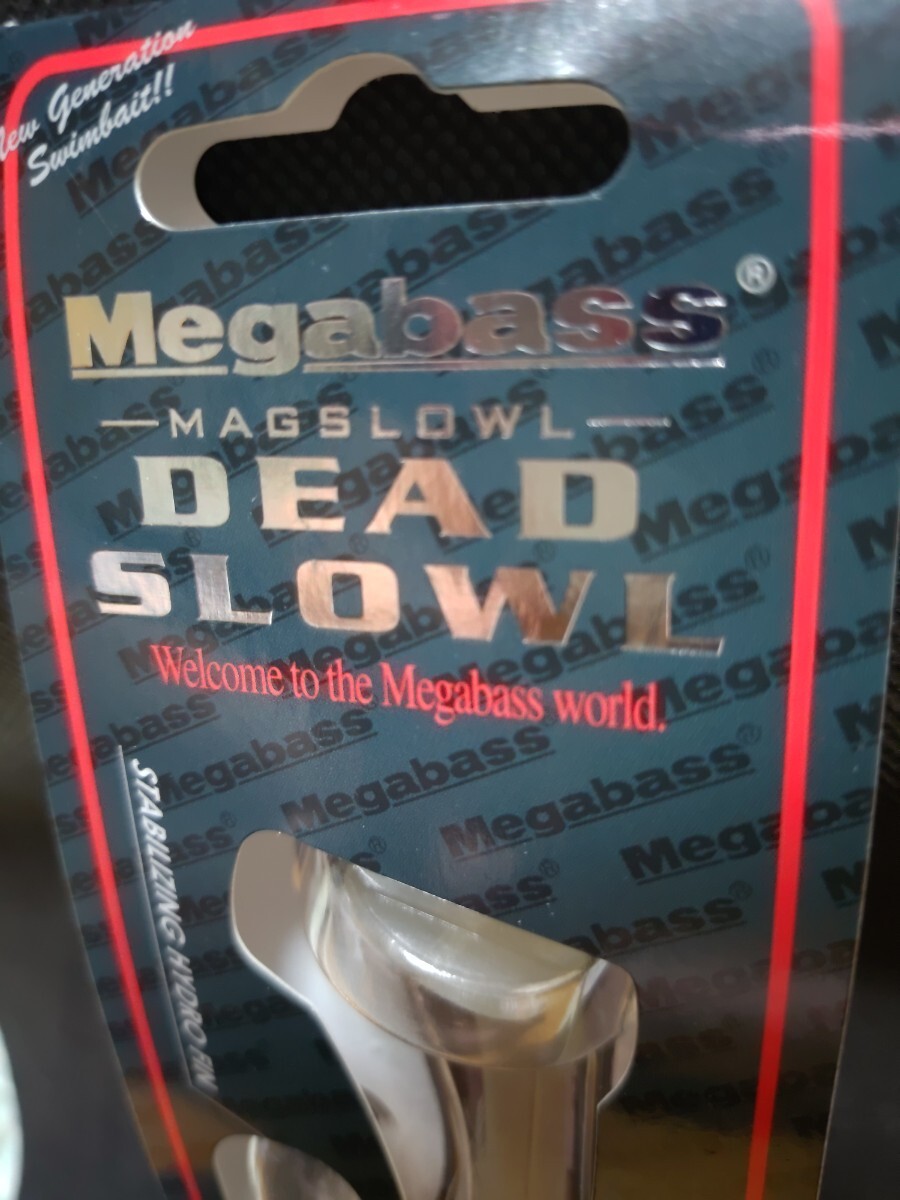 New Generation
Swimbait!!
Megabass®
MAGSLOWL
DEAD
SLOWL
Welcome to the Megabass world.
STABILIZING HYDRO FIN